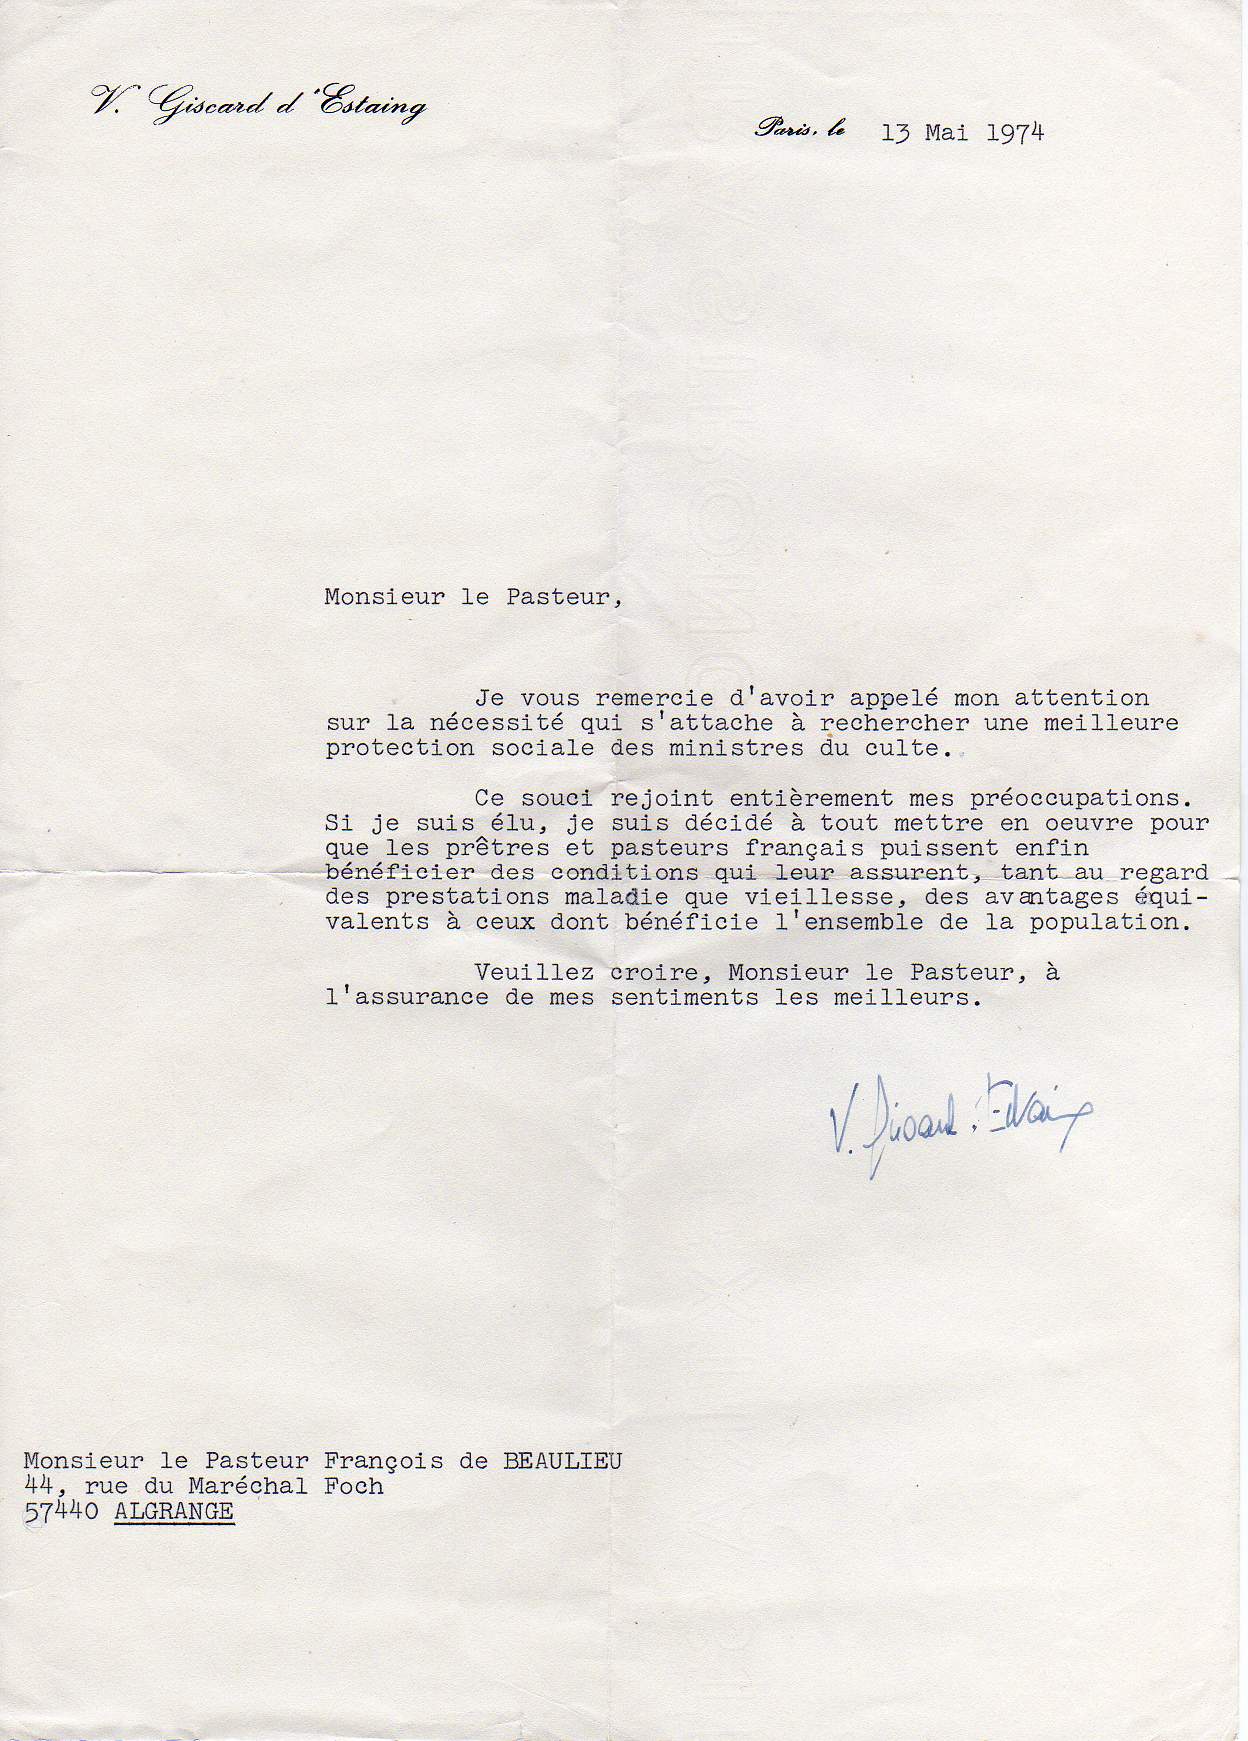 V. Giscard d'Estaing
Paris, le 13 Mai 1974
Monsieur le Pasteur,
Je vous remercie d'avoir appelé mon attention
sur la nécessité qui s'attache à rechercher une meilleure
protection sociale des ministres du culte.
Ce souci rejoint entièrement mes préoccupations.
Si je suis élu, je suis décidé à tout mettre en oeuvre pour
que les prêtres et pasteurs français puissent enfin
bénéficier des conditions qui leur assurent, tant au regard
des prestations maladie que vieillesse, des avantages équi-
valents à ceux dont bénéficie l'ensemble de la population.
Veuillez croire, Monsieur le Pasteur, à
l'assurance de mes sentiments les meilleurs.
V. Giscard d'Estaing
Monsieur le Pasteur François de BEAULIEU
44, rue du Maréchal Foch
57440 ALGRANGE